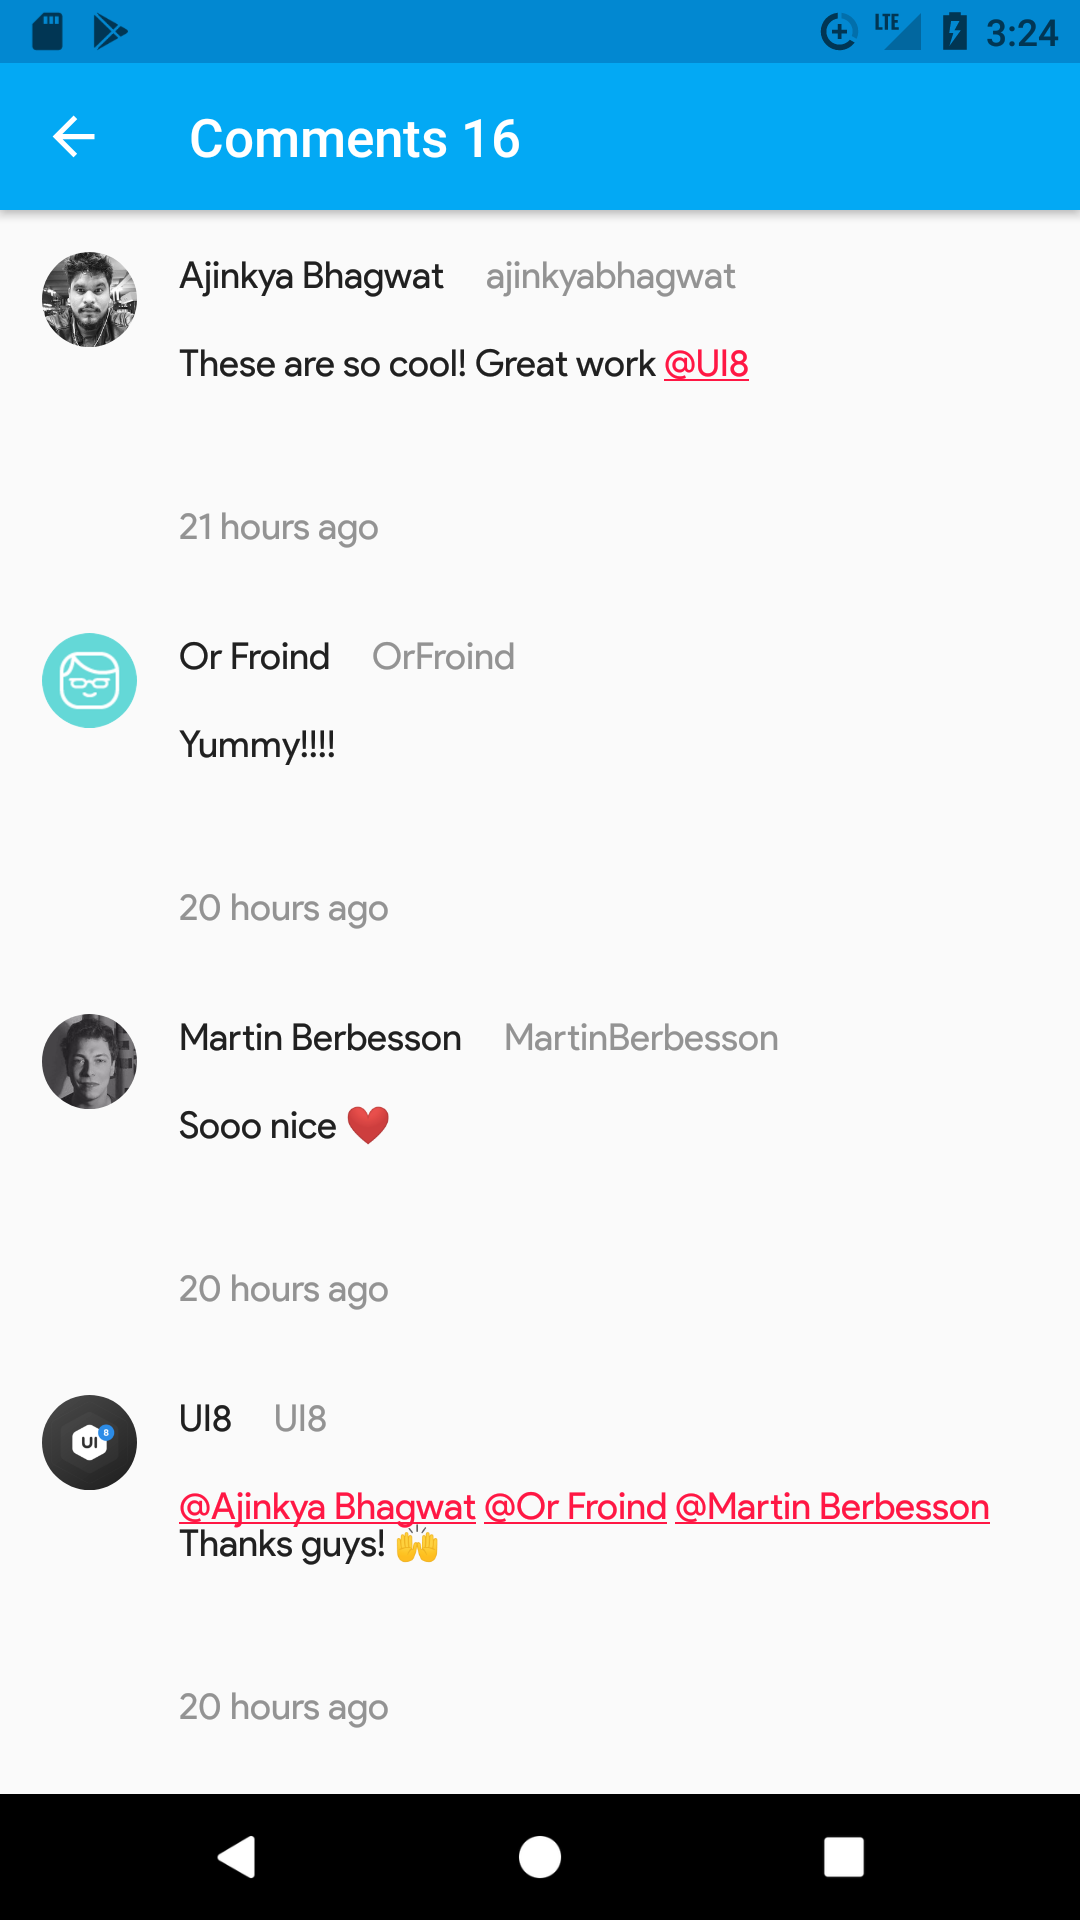 LTE 3:24
Comments 16
Ajinkya Bhagwat ajinkyabhagwat
These are so cool! Great work @UI8
21 hours ago
Or Froind OrFroind
Yummy!!!!
20 hours ago
Martin Berbesson MartinBerbesson
Sooo nice ❤️
20 hours ago
UI 8
UI8 UI8
@Ajinkya Bhagwat @Or Froind @Martin Berbesson
Thanks guys! 🙌
20 hours ago